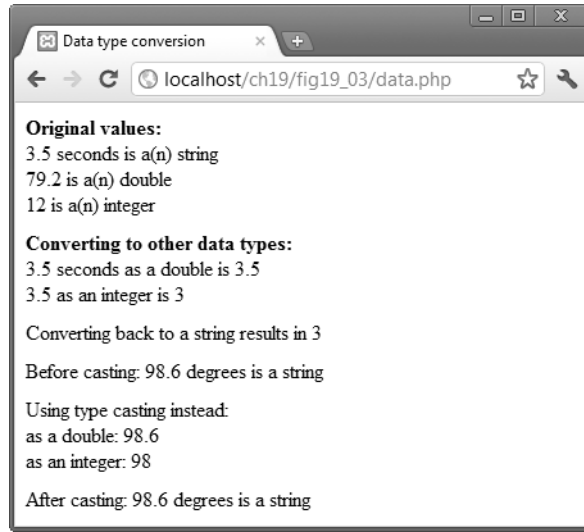 Data type conversion
localhost/ch19/fig19_03/data.php
Original values:
3.5 seconds is a(n) string
79.2 is a(n) double
12 is a(n) integer
Converting to other data types:
3.5 seconds as a double is 3.5
3.5 as an integer is 3
Converting back to a string results in 3
Before casting: 98.6 degrees is a string
Using type casting instead:
as a double: 98.6
as an integer: 98
After casting: 98.6 degrees is a string